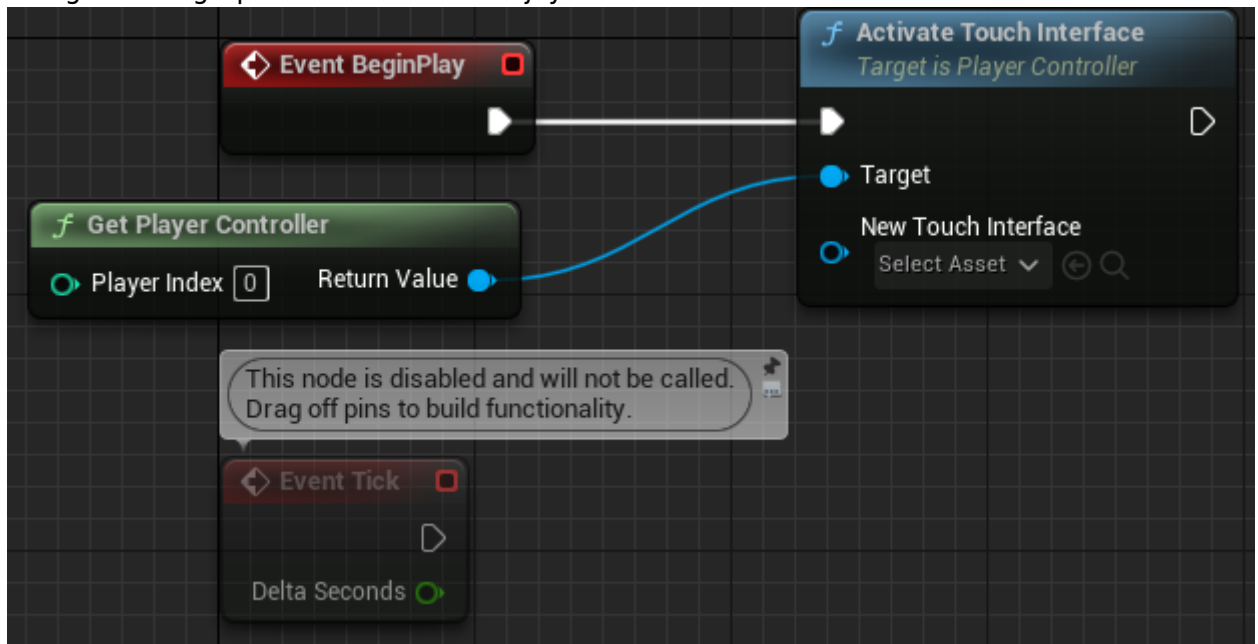 Event BeginPlay
Activate Touch Interface
Target is Player Controller
Target
New Touch Interface
Select Asset
Get Player Controller
Player Index 0 Return Value
This node is disabled and will not be called.
Drag off pins to build functionality.
Event Tick
Delta Seconds